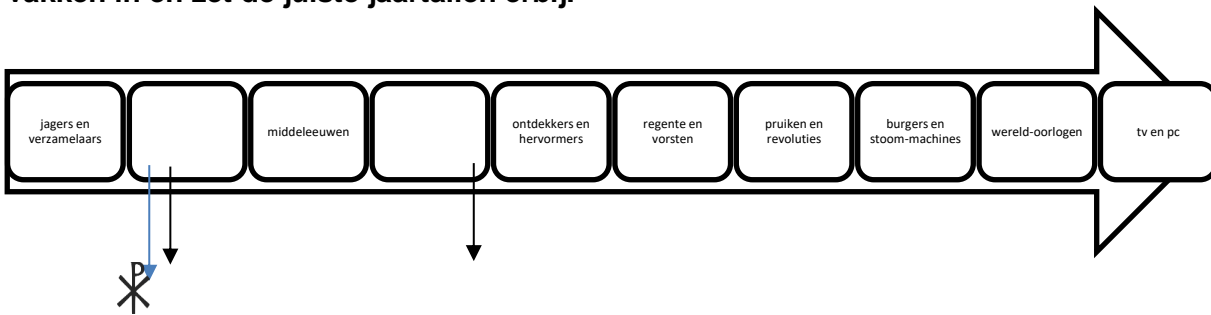 vakken in en zet de juiste jaartallen erbij.
jagers en
verzamelaars
middeleeuwen
ontdekkers en
hervormers
regente en
vorsten
pruiken en
revoluties
burgers en
stoom-machines
wereld-oorlogen
tv en pc